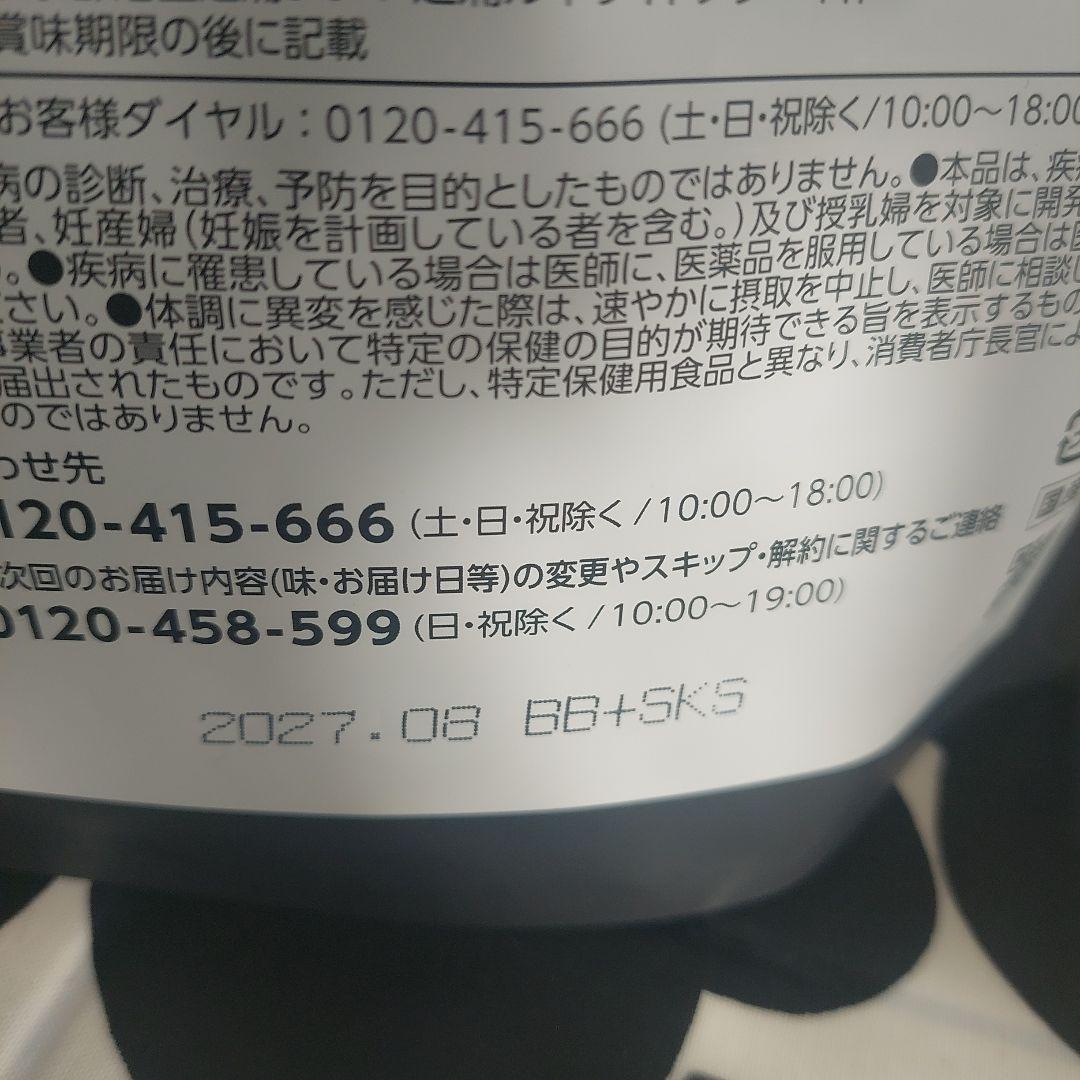 賞味期限の後に記載
お客様ダイヤル：0120-415-666 (土・日・祝除く/10:00～18:00
病の診断、治療、予防を目的としたものではありません。●本品は、疾
者、妊産婦(妊娠を計画している者を含む。)及び授乳婦を対象に開発
。●疾病に罹患している場合は医師に、医薬品を服用している場合は
さい。●体調に異変を感じた際は、速やかに摂取を中止し、医師に相談
事業者の責任において特定の保健の目的が期待できる旨を表示するもの
届出されたものです。ただし、特定保健用食品と異なり、消費者庁長官に
のではありません。
わせ先
120-415-666 (土・日・祝除く/10:00～18:00)
次回のお届け内容(味・お届け日等)の変更やスキップ・解約に関するご連絡
0120-458-599 (日・祝除く/10:00～19:00)
2027.08 BB+SKS